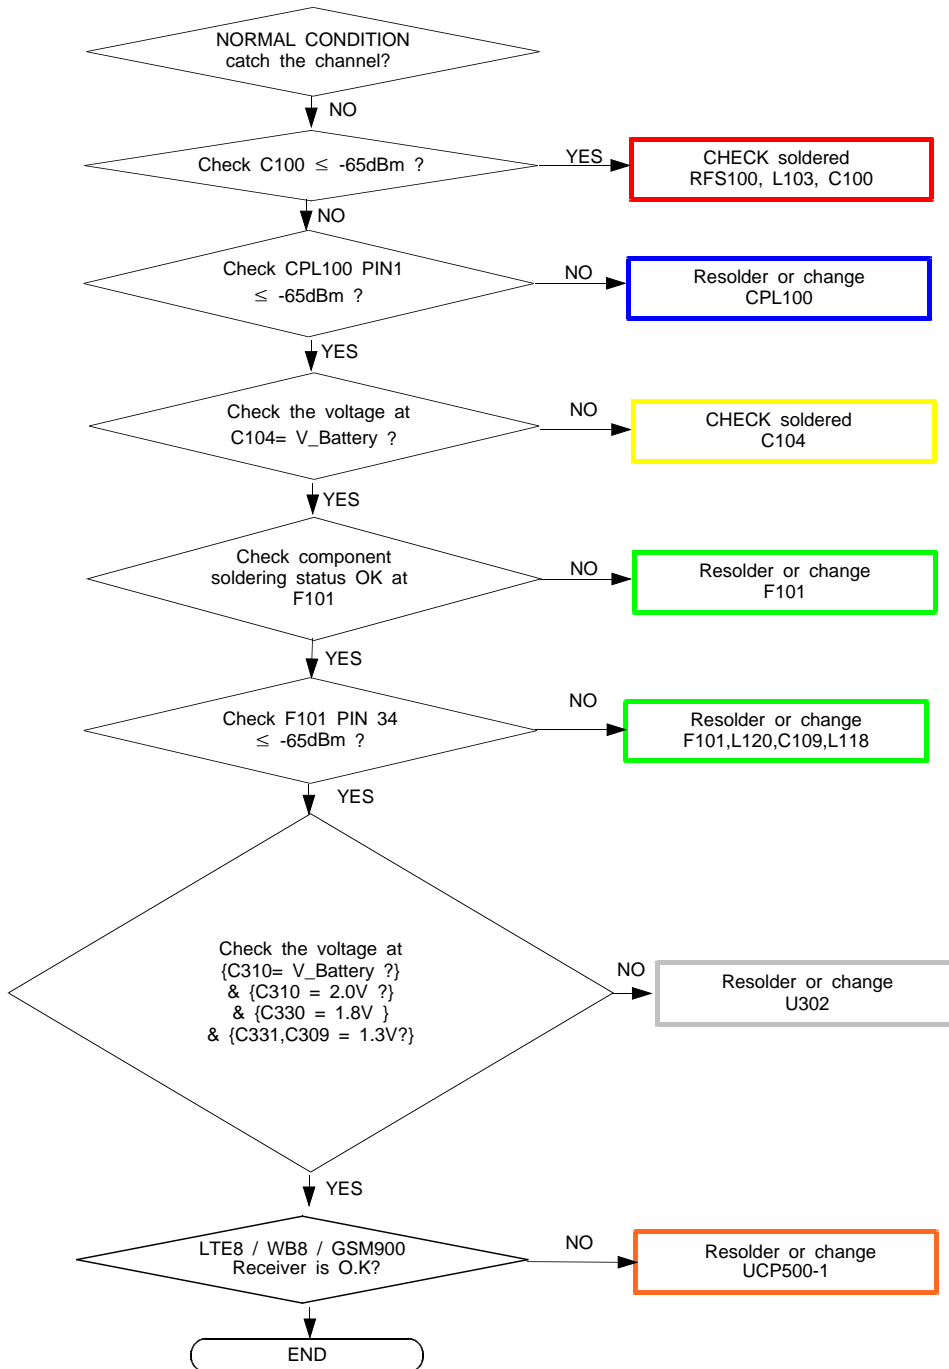 NORMAL CONDITION
catch the channel?
NO
Check C100 ≤ -65dBm ?
YES
CHECK soldered
RFS100, L103, C100
NO
Check CPL100 PIN1
≤ -65dBm ?
NO
Resolder or change
CPL100
YES
Check the voltage at
C104= V_Battery ?
NO
CHECK soldered
C104
YES
Check component
soldering status OK at
F101
NO
Resolder or change
F101
YES
Check F101 PIN 34
≤ -65dBm ?
NO
Resolder or change
F101,L120,C109,L118
YES
Check the voltage at
{C310= V_Battery ?}
& {C310 = 2.0V ?}
& {C330 = 1.8V }
& {C331,C309 = 1.3V?}
NO
Resolder or change
U302
YES
LTE8 / WB8 / GSM900
Receiver is O.K?
NO
Resolder or change
UCP500-1
END